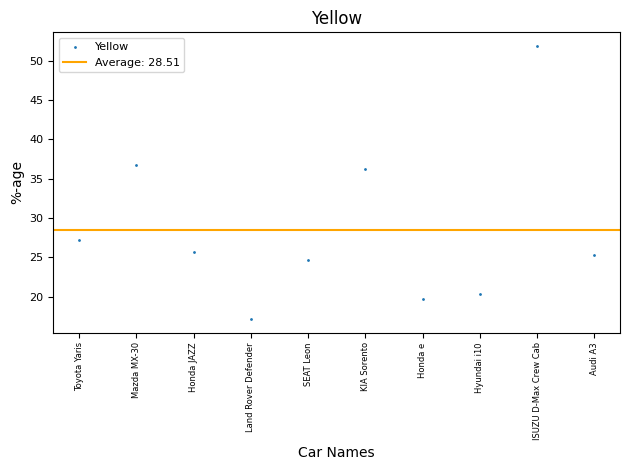 Yellow
Yellow
Average: 28.51
%-age
50
45
40
35
30
25
20
Toyota Yaris
Mazda MX-30
Honda JAZZ
Land Rover Defender
SEAT Leon
KIA Sorento
Honda e
Hyundai i10
ISUZU D-Max Crew Cab
Audi A3
Car Names